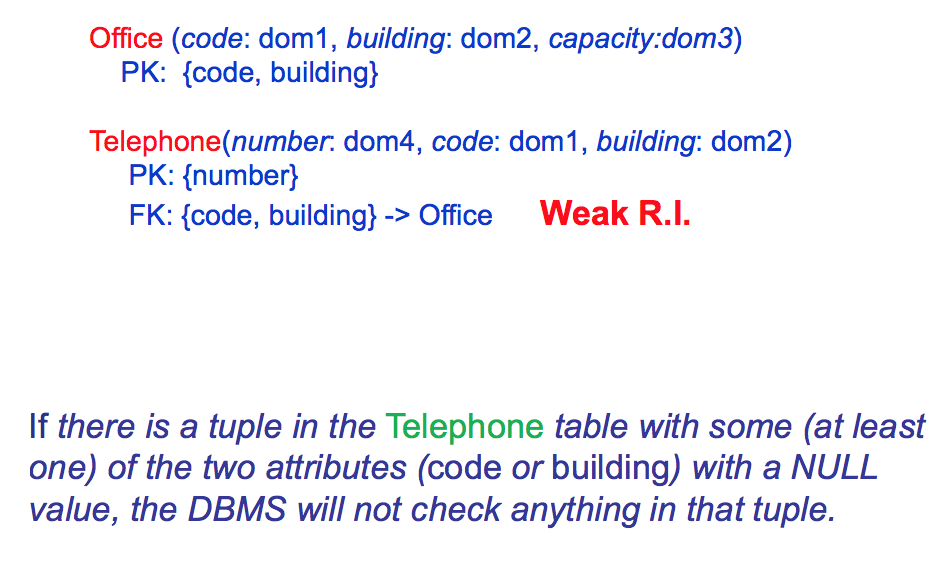 Office (code: dom1, building: dom2, capacity:dom3)
PK: {code, building}
Telephone(number: dom4, code: dom1, building: dom2)
PK: {number}
FK: {code, building} -> Office Weak R.I.
If there is a tuple in the Telephone table with some (at least
one) of the two attributes (code or building) with a NULL
value, the DBMS will not check anything in that tuple.